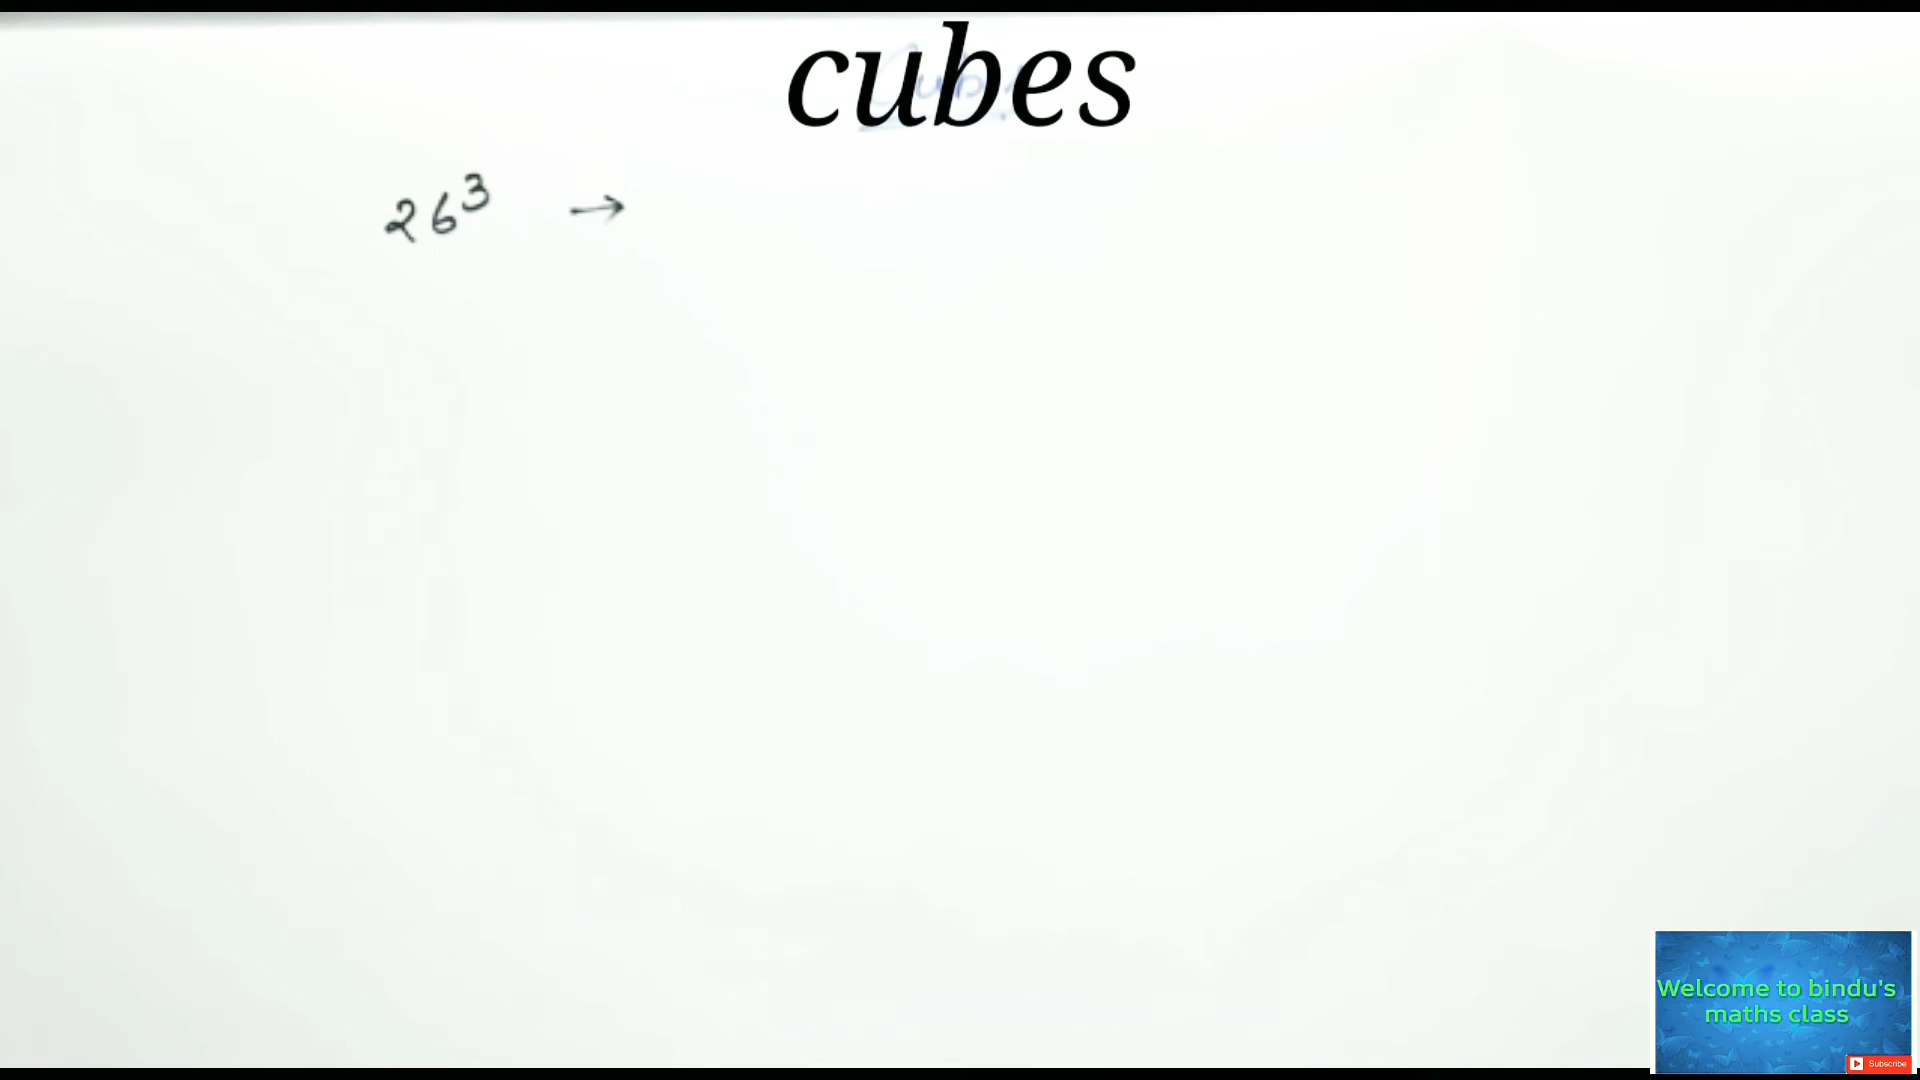 cubes
26³ →
Welcome to bindu's
maths class
Subscribe